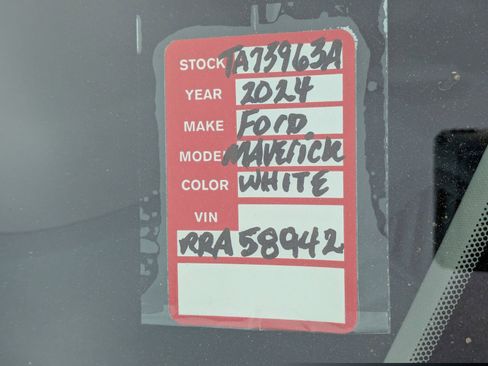 STOCK TA73963A
YEAR 2024
MAKE Ford
MODEL MAVErick
COLOR WHITE
VIN
RRA58942